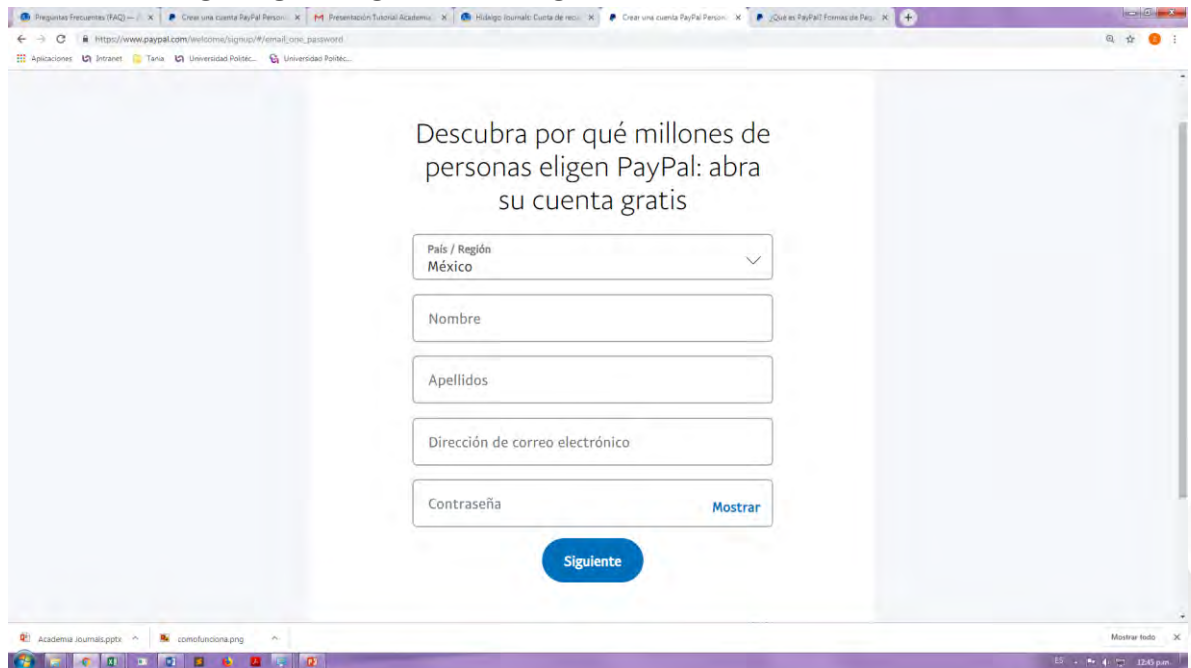 Preguntas Frecuentes (FAQ) —
Crear una cuenta PayPal Person
Presentación Tutorial Academia
Hidalgo Journals: Cuota de recu
Crear una cuenta PayPal Person
¿Qué es PayPal? Formas de Pag
https://www.paypal.com/welcome/signup/#/email_one_password
Aplicaciones Intranet Tania Universidad Politéc... Universidad Politéc...
Descubra por qué millones de
personas eligen PayPal: abra
su cuenta gratis
País / Región
México
Nombre
Apellidos
Dirección de correo electrónico
Contraseña Mostrar
Siguiente
Academia Journals.pptx comofunciona.png Mostrar todo
ES 12:45 p.m.